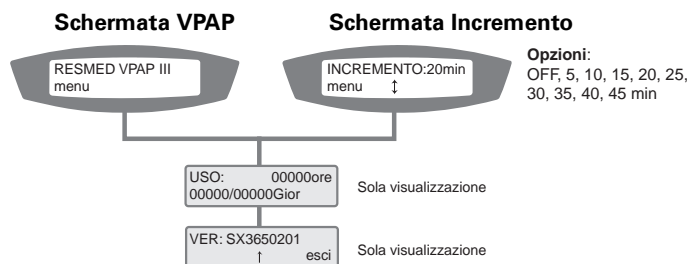 Schermata VPAP
Schermata Incremento
RESMED VPAP III
menu
INCREMENTO:20min
menu ↕
Opzioni:
OFF, 5, 10, 15, 20, 25,
30, 35, 40, 45 min
USO: 00000ore
00000/00000Gior
Sola visualizzazione
VER: SX3650201
↑ esci
Sola visualizzazione